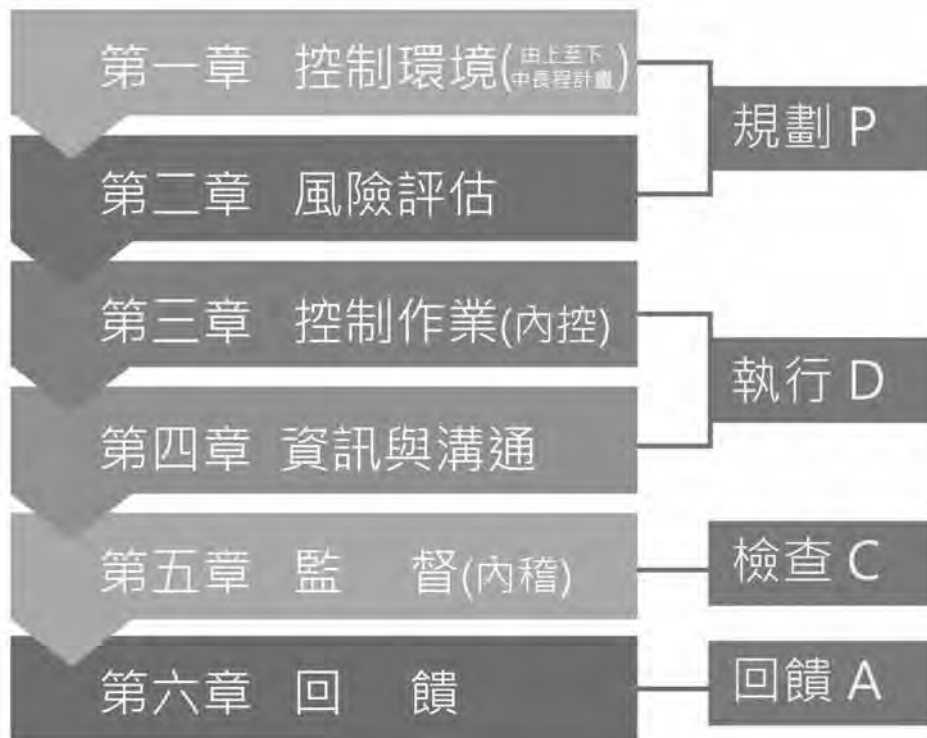 第一章 控制環境(由上至下
中長程計畫)
規劃 P
第二章 風險評估
第三章 控制作業(內控)
執行 D
第四章 資訊與溝通
第五章 監 督(內稽)
檢查 C
第六章 回 饋
回饋 A